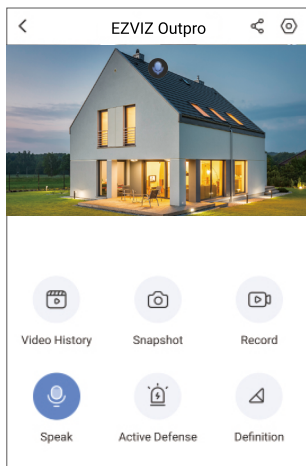 EZVIZ Outpro
Video History
Snapshot
Record
Speak
Active Defense
Definition